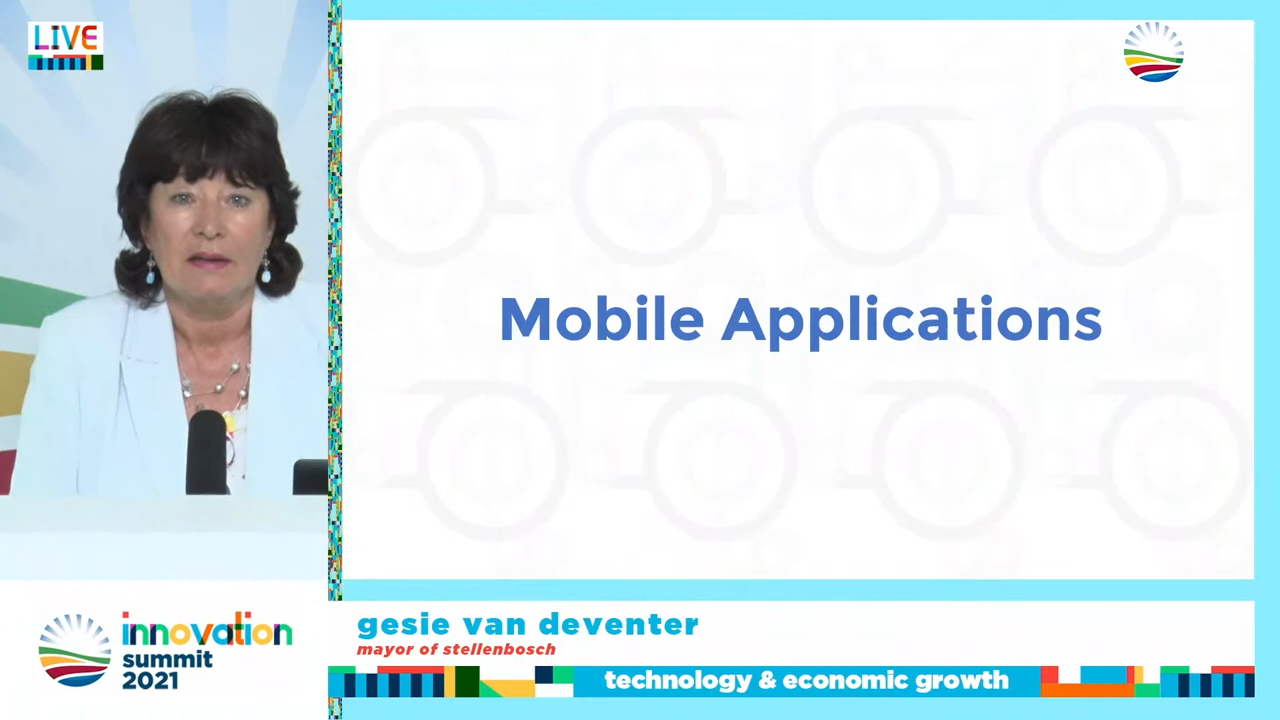 LIVE
Mobile Applications
gesie van deventer
mayor of stellenbosch
innovation
summit
2021
technology & economic growth